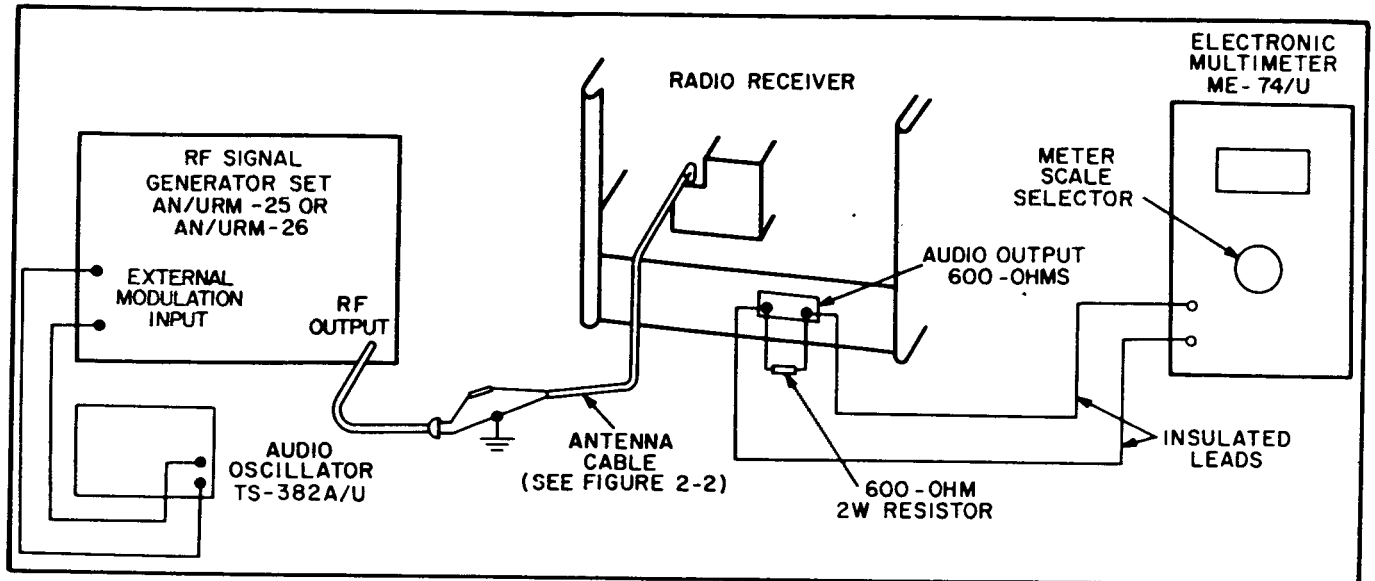 ELECTRONIC
MULTIMETER
ME-74/U
RADIO RECEIVER
RF SIGNAL
GENERATOR SET
AN/URM-25 OR
AN/URM-26
EXTERNAL
MODULATION
INPUT
RF
OUTPUT
METER
SCALE
SELECTOR
AUDIO OUTPUT
600-OHMS
AUDIO
OSCILLATOR
TS-382A/U
ANTENNA
CABLE
(SEE FIGURE 2-2)
600-OHM
2W RESISTOR
INSULATED
LEADS